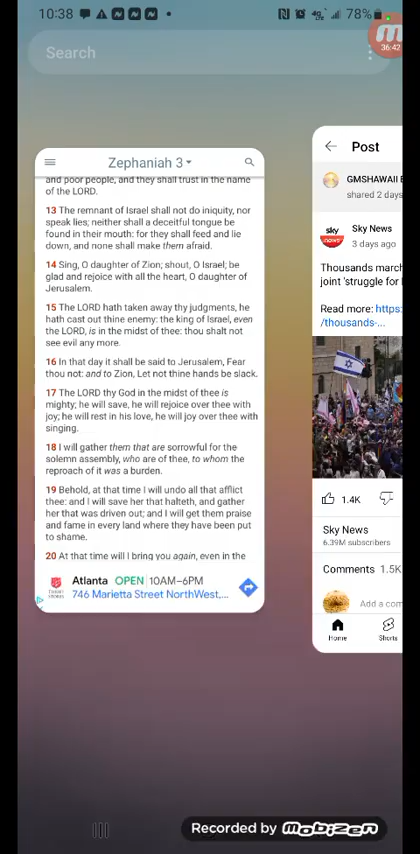 10:38
N
4G
78%
36:42
Search
Zephaniah 3
and poor people, and they shall trust in the name
of the LORD.
13 The remnant of Israel shall not do iniquity, nor
speak lies; neither shall a deceitful tongue be
found in their mouth: for they shall feed and lie
down, and none shall make them afraid.
14 Sing, O daughter of Zion; shout, O Israel; be
glad and rejoice with all the heart, O daughter of
Jerusalem.
15 The LORD hath taken away thy judgments, he
hath cast out thine enemy: the king of Israel, even
the LORD, is in the midst of thee: thou shalt not
see evil any more.
16 In that day it shall be said to Jerusalem, Fear
thou not: and to Zion, Let not thine hands be slack.
17 The LORD thy God in the midst of thee is
mighty; he will save, he will rejoice over thee with
joy; he will rest in his love, he will joy over thee with
singing.
18 I will gather them that are sorrowful for the
solemn assembly, who are of thee, to whom the
reproach of it was a burden.
19 Behold, at that time I will undo all that afflict
thee: and I will save her that halteth, and gather
her that was driven out; and I will get them praise
and fame in every land where they have been put
to shame.
20 At that time will I bring you again, even in the
Atlanta OPEN 10AM–6PM
746 Marietta Street NorthWest,...
Post
GMSHAWAII
shared 2 days
sky
news
Sky News
3 days ago
Thousands march
joint 'struggle for
Read more: https:
/thousands-...
1.4K
Sky News
6.39M subscribers
Comments 1.5K
Add a com
Home
Shorts
Recorded by mobizen